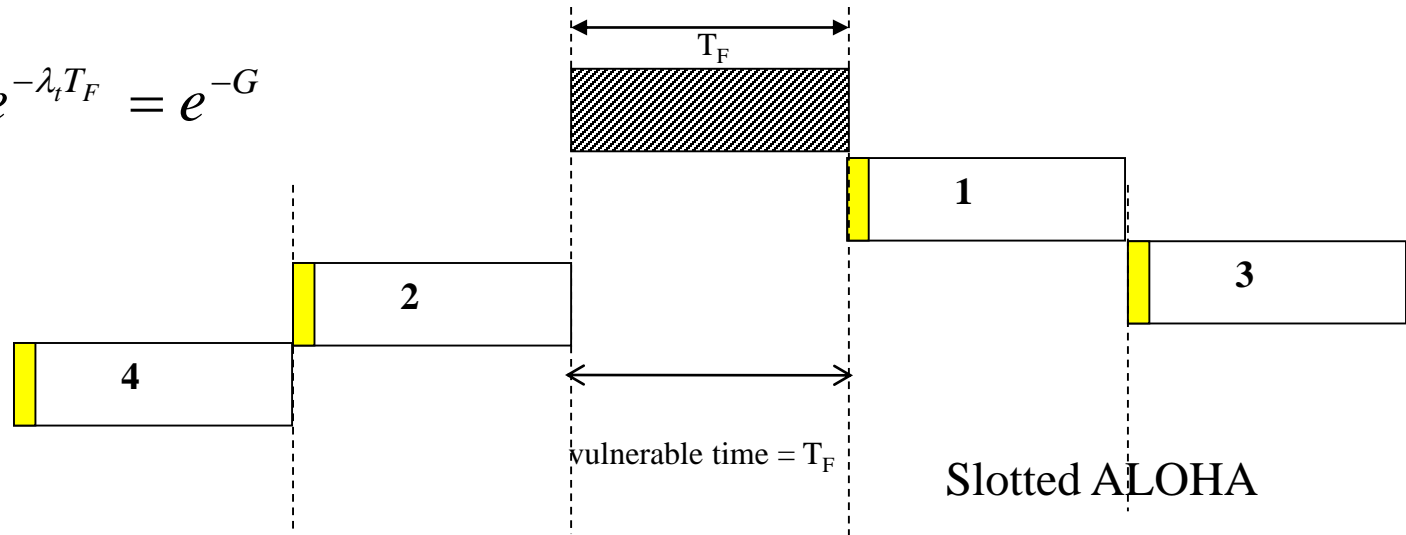 T_F
e^{-λ_t T_F} = e^{-G}
1
3
2
4
vulnerable time = T_F
Slotted ALOHA